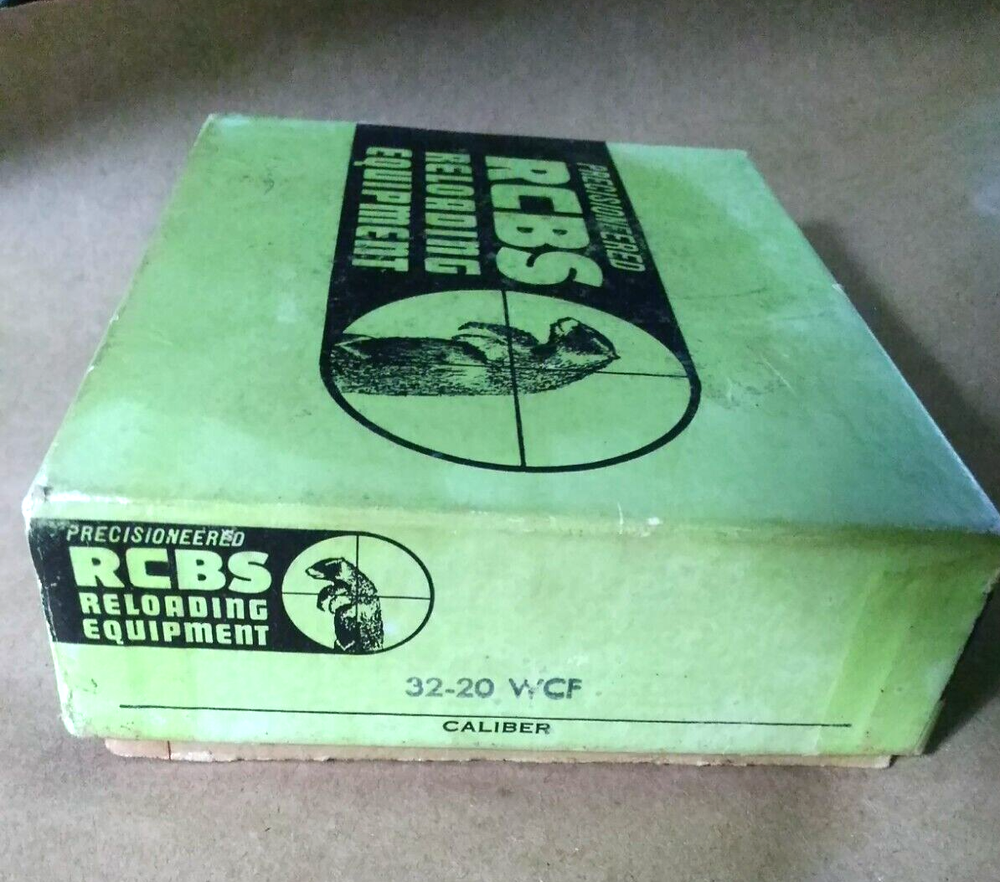 PRECISIONEERED
RCBS
RELOADING
EQUIPMENT
PRECISIONEERED
RCBS
RELOADING
EQUIPMENT
32-20 WCF
CALIBER